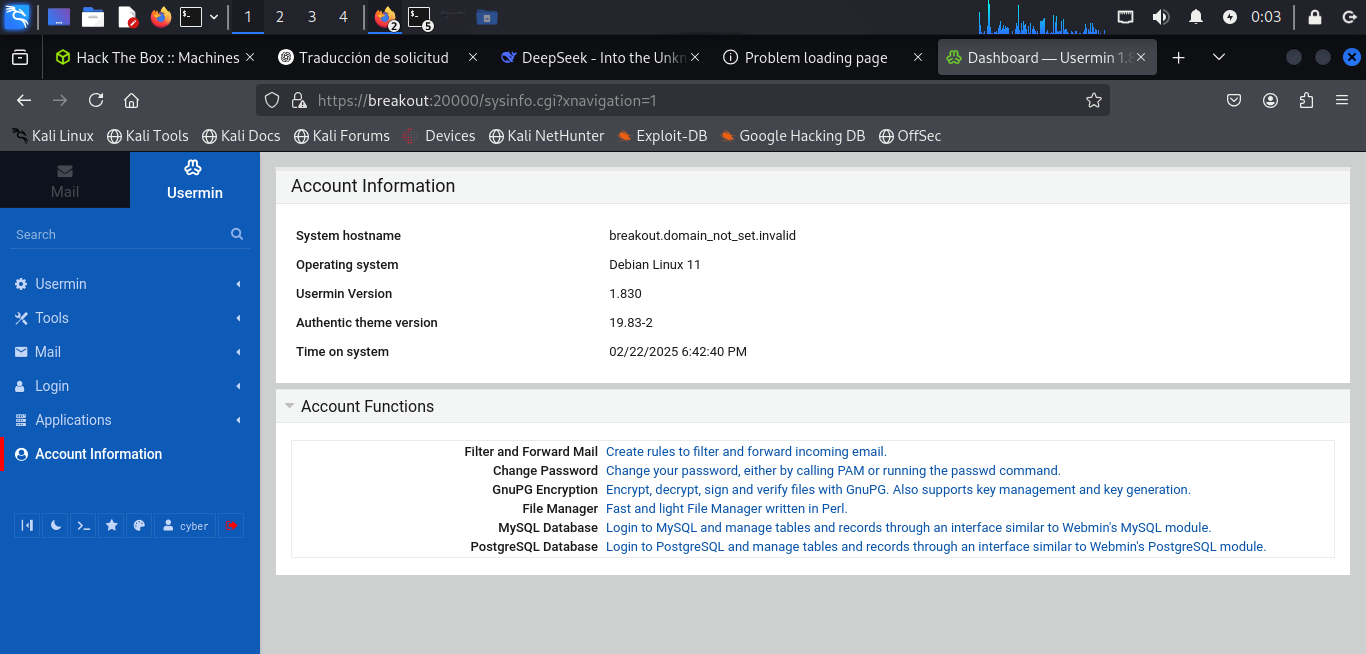 1 2 3 4 2 5 0:03
Hack The Box :: Machines Traducción de solicitud DeepSeek - Into the Unkn Problem loading page Dashboard — Usermin 1.8
https://breakout:20000/sysinfo.cgi?xnavigation=1
Kali Linux Kali Tools Kali Docs Kali Forums Devices Kali NetHunter Exploit-DB Google Hacking DB OffSec
Mail
Usermin
Search
Usermin
Tools
Mail
Login
Applications
Account Information
cyber
Account Information
System hostname breakout.domain_not_set.invalid
Operating system Debian Linux 11
Usermin Version 1.830
Authentic theme version 19.83-2
Time on system 02/22/2025 6:42:40 PM
Account Functions
Filter and Forward Mail Create rules to filter and forward incoming email.
Change Password Change your password, either by calling PAM or running the passwd command.
GnuPG Encryption Encrypt, decrypt, sign and verify files with GnuPG. Also supports key management and key generation.
File Manager Fast and light File Manager written in Perl.
MySQL Database Login to MySQL and manage tables and records through an interface similar to Webmin's MySQL module.
PostgreSQL Database Login to PostgreSQL and manage tables and records through an interface similar to Webmin's PostgreSQL module.